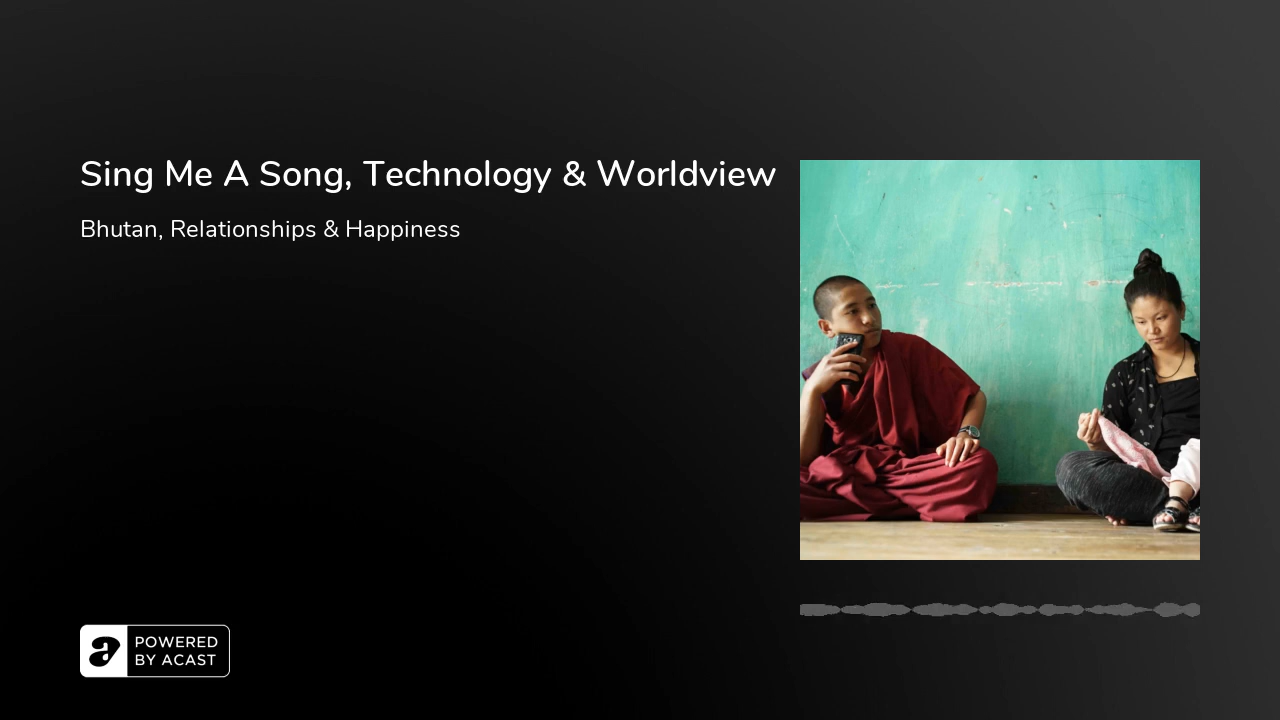 Sing Me A Song, Technology & Worldview
Bhutan, Relationships & Happiness
POWERED
BY ACAST